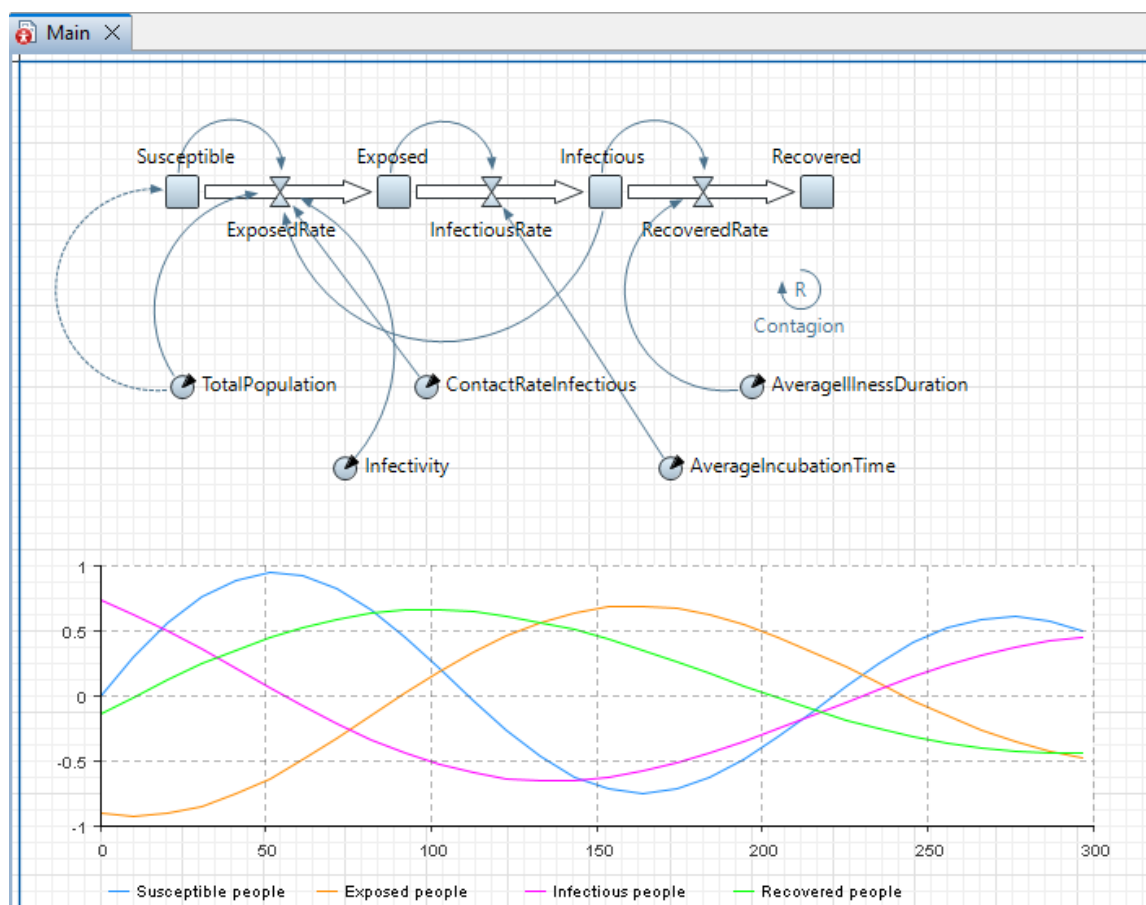 Main
Susceptible Exposed Infectious Recovered
ExposedRate InfectiousRate RecoveredRate
R
Contagion
TotalPopulation ContactRateInfectious AverageIllnessDuration
Infectivity AverageIncubationTime
1
0.5
0
-0.5
-1
0 50 100 150 200 250 300
Susceptible people Exposed people Infectious people Recovered people